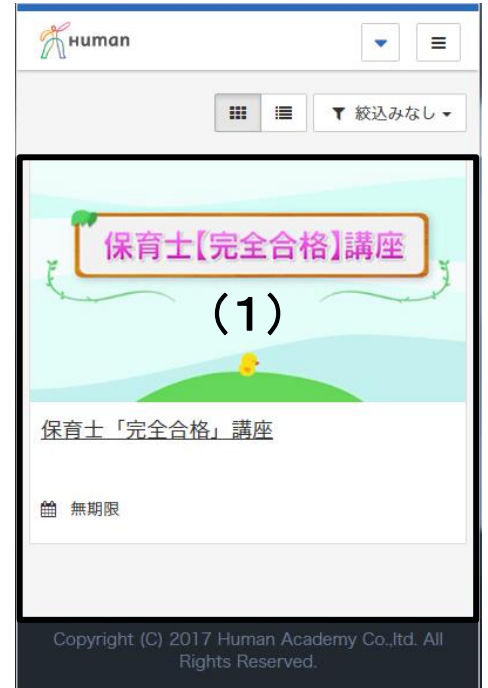 Human
絞込みなし
保育士【完全合格】講座
（1）
保育士「完全合格」講座
無期限
Copyright (C) 2017 Human Academy Co.,ltd. All
Rights Reserved.